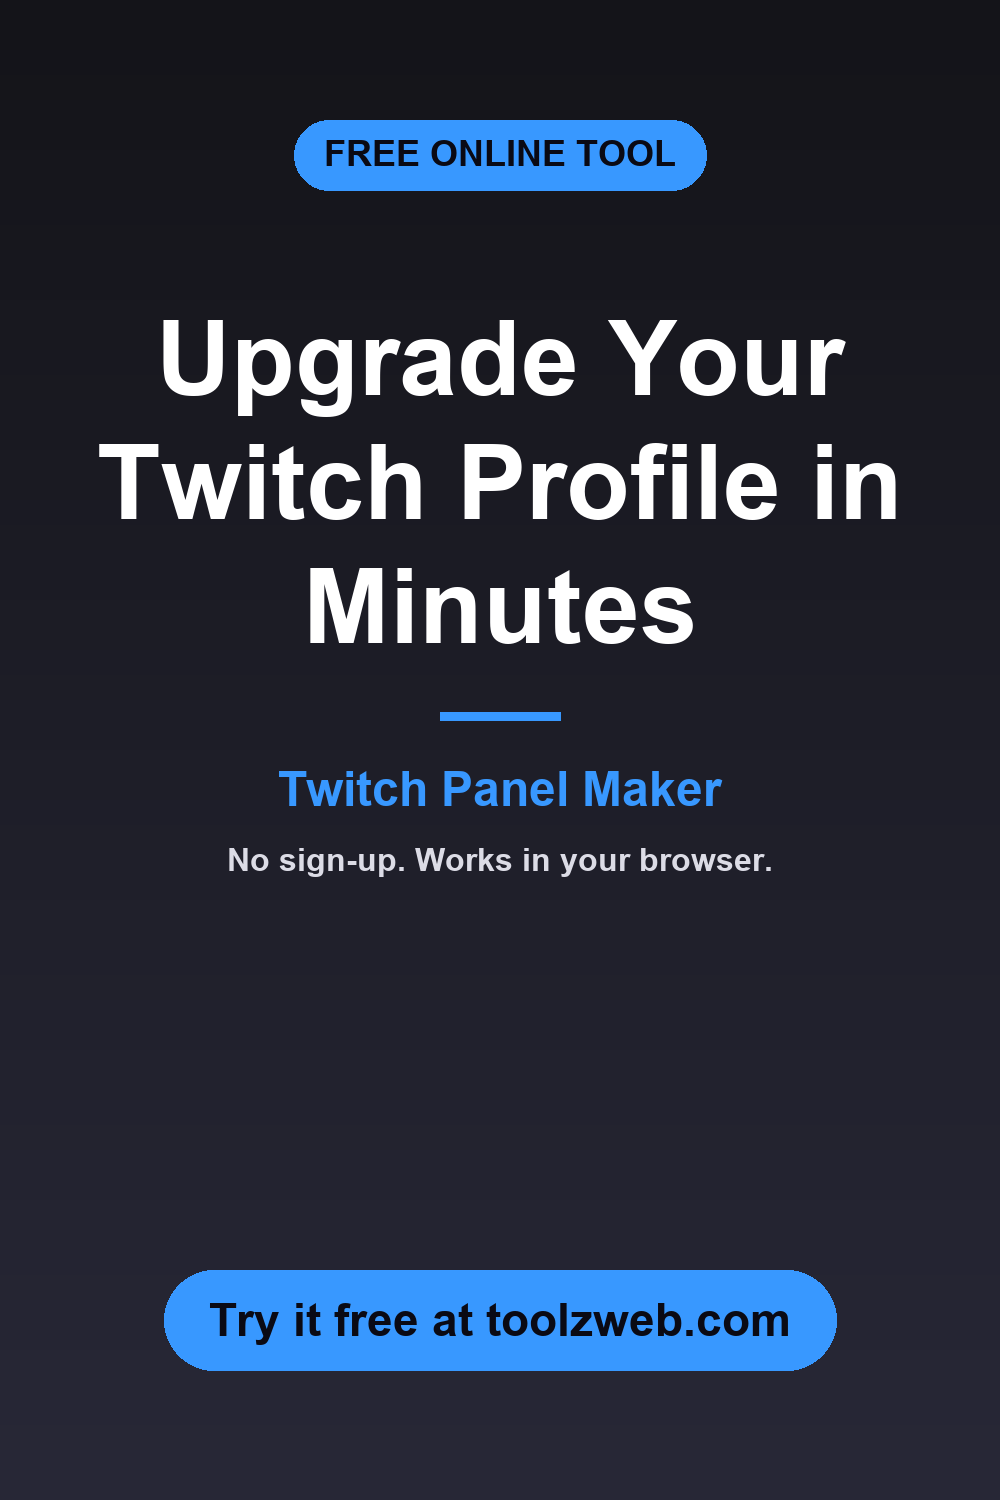 FREE ONLINE TOOL
Upgrade Your
Twitch Profile in
Minutes
Twitch Panel Maker
No sign-up. Works in your browser.
Try it free at toolzweb.com